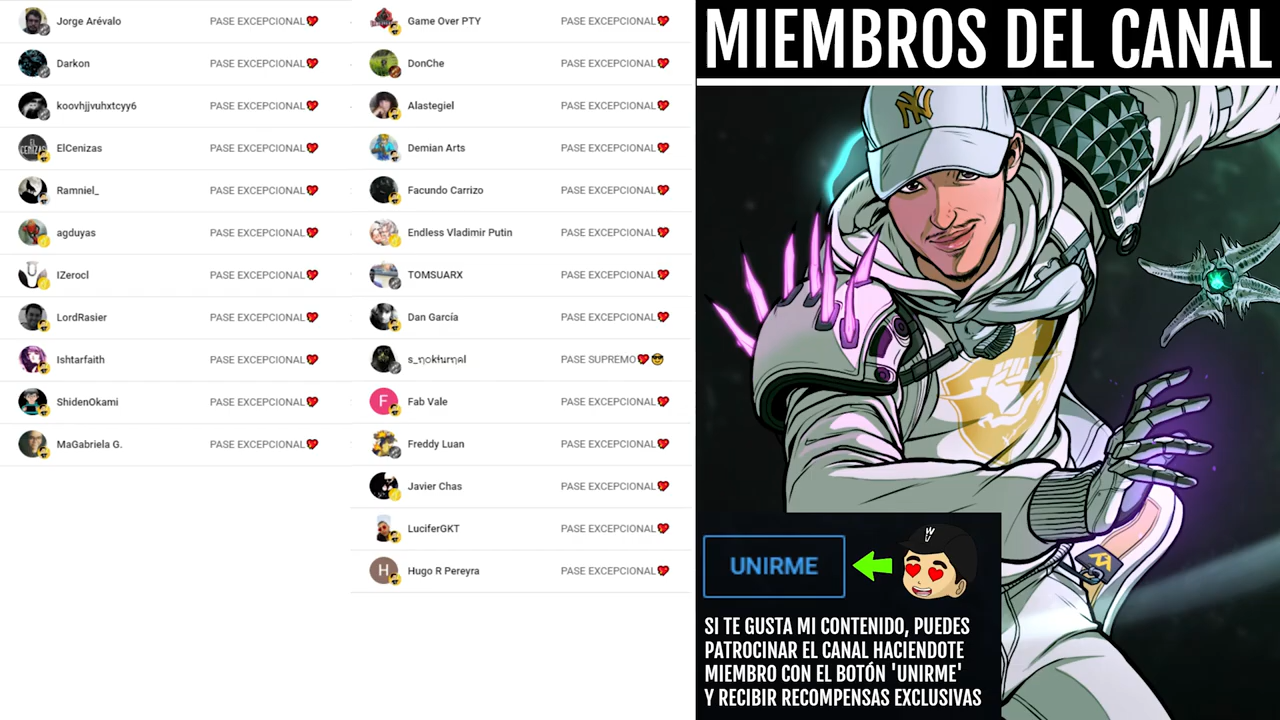 Jorge Arévalo PASE EXCEPCIONAL
Darkon PASE EXCEPCIONAL
koovhjjvuhxtcyy6 PASE EXCEPCIONAL
ElCenizas PASE EXCEPCIONAL
Ramniel_ PASE EXCEPCIONAL
agduyas PASE EXCEPCIONAL
IZerocl PASE EXCEPCIONAL
LordRasier PASE EXCEPCIONAL
Ishtarfaith PASE EXCEPCIONAL
ShidenOkami PASE EXCEPCIONAL
MaGabriela G. PASE EXCEPCIONAL
Game Over PTY PASE EXCEPCIONAL
DonChe PASE EXCEPCIONAL
Alastegiel PASE EXCEPCIONAL
Demian Arts PASE EXCEPCIONAL
Facundo Carrizo PASE EXCEPCIONAL
Endless Vladimir Putin PASE EXCEPCIONAL
TOMSUARX PASE EXCEPCIONAL
Dan García PASE EXCEPCIONAL
PASE SUPREMO
F Fab Vale PASE EXCEPCIONAL
Freddy Luan PASE EXCEPCIONAL
Javier Chas PASE EXCEPCIONAL
LuciferGKT PASE EXCEPCIONAL
H Hugo R Pereyra PASE EXCEPCIONAL
MIEMBROS DEL CANAL
NY
UNIRME
SI TE GUSTA MI CONTENIDO, PUEDES
PATROCINAR EL CANAL HACIENDOTE
MIEMBRO CON EL BOTÓN 'UNIRME'
Y RECIBIR RECOMPENSAS EXCLUSIVAS